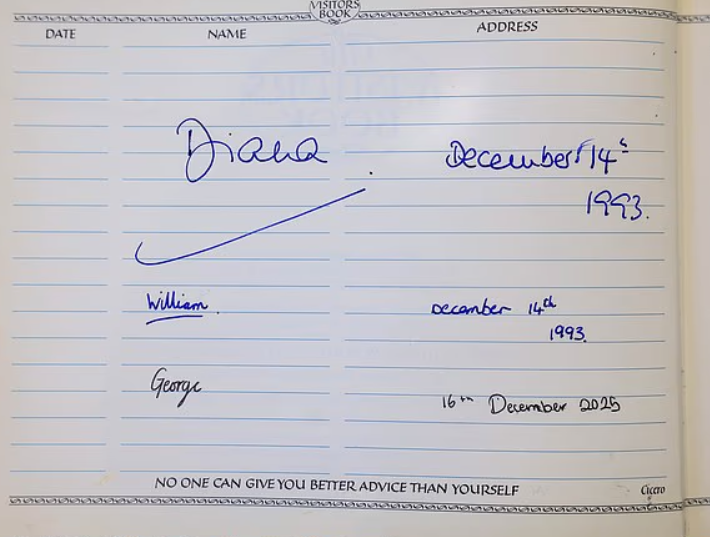 VISITORS
BOOK
DATE NAME ADDRESS
Diana December 14th
1993.
William. December 14th
1993.
George 16th December 2025
NO ONE CAN GIVE YOU BETTER ADVICE THAN YOURSELF Cicero